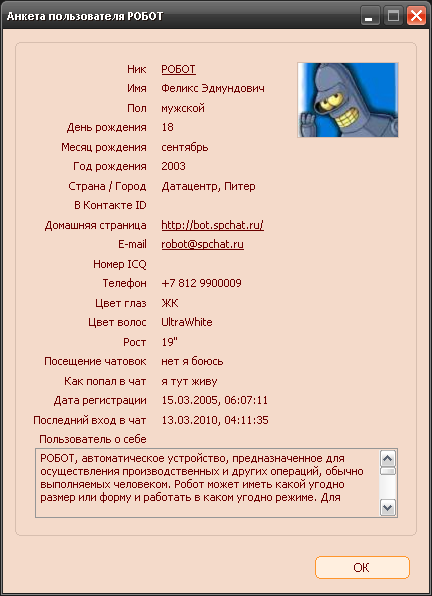 Анкета пользователя РОБОТ
Ник РОБОТ
Имя Феликс Эдмундович
Пол мужской
День рождения 18
Месяц рождения сентябрь
Год рождения 2003
Страна / Город Датацентр, Питер
В Контакте ID
Домашняя страница http://bot.spchat.ru/
E-mail robot@spchat.ru
Номер ICQ
Телефон +7 812 9900009
Цвет глаз ЖК
Цвет волос UltraWhite
Рост 19"
Посещение чатовок нет я боюсь
Как попал в чат я тут живу
Дата регистрации 15.03.2005, 06:07:11
Последний вход в чат 13.03.2010, 04:11:35
Пользователь о себе
РОБОТ, автоматическое устройство, предназначенное для
осуществления производственных и других операций, обычно
выполняемых человеком. Робот может иметь какой угодно
размер или форму и работать в каком угодно режиме. Для
OK